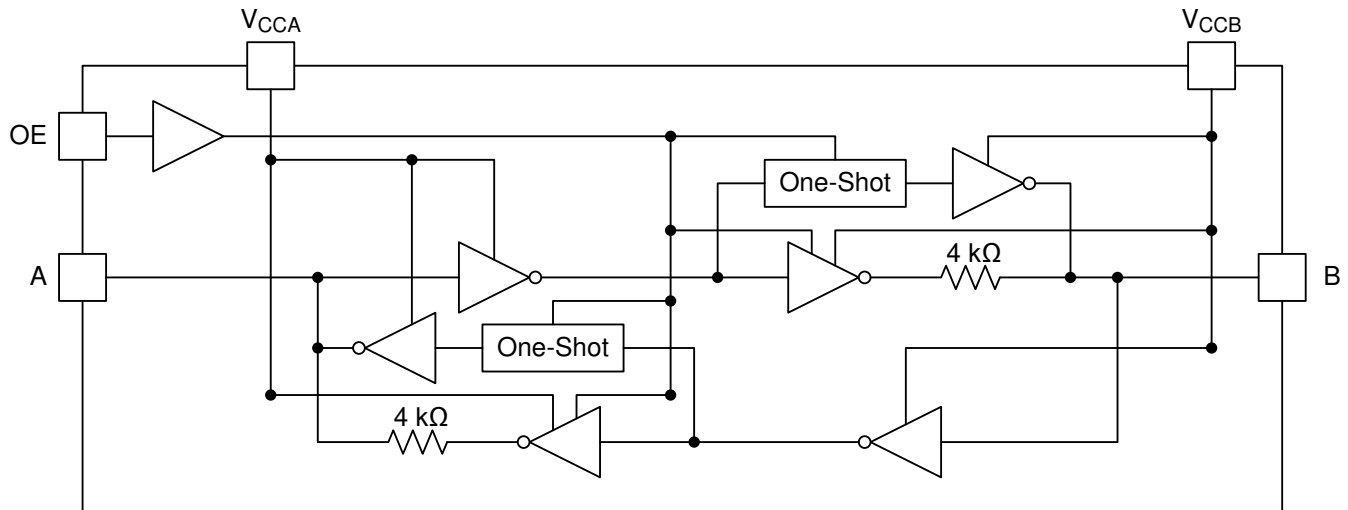 VCCA
VCCB
OE
One-Shot
A
4 kΩ
B
One-Shot
4 kΩ